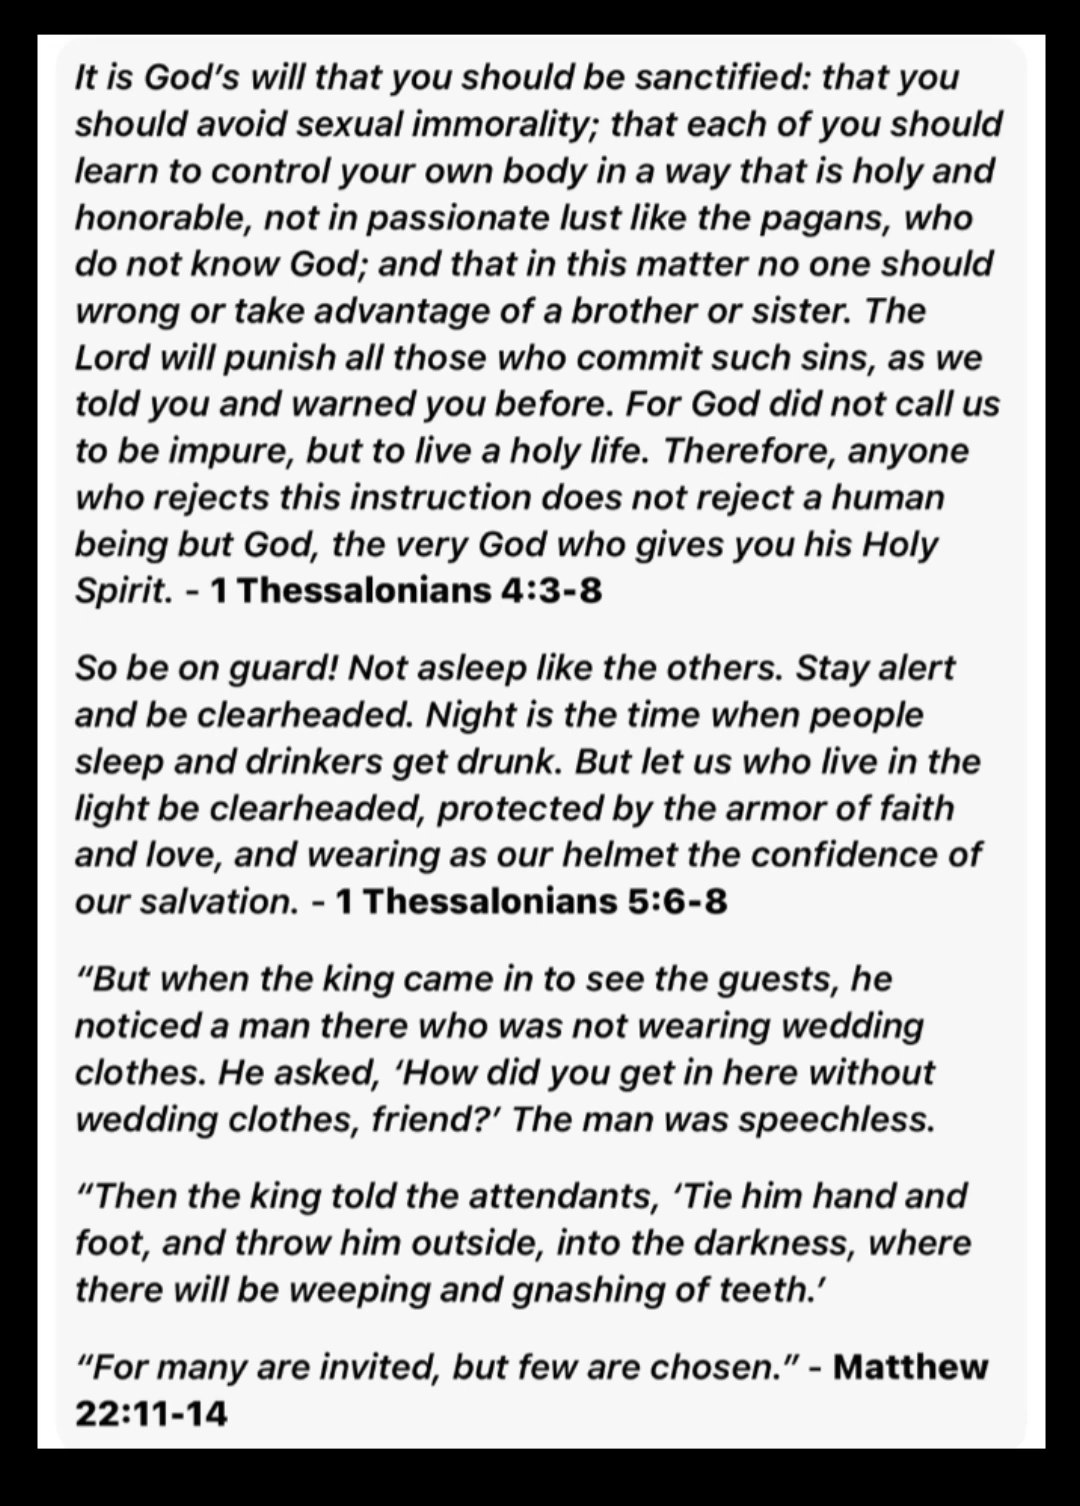 It is God’s will that you should be sanctified: that you
should avoid sexual immorality; that each of you should
learn to control your own body in a way that is holy and
honorable, not in passionate lust like the pagans, who
do not know God; and that in this matter no one should
wrong or take advantage of a brother or sister. The
Lord will punish all those who commit such sins, as we
told you and warned you before. For God did not call us
to be impure, but to live a holy life. Therefore, anyone
who rejects this instruction does not reject a human
being but God, the very God who gives you his Holy
Spirit. - 1 Thessalonians 4:3-8
So be on guard! Not asleep like the others. Stay alert
and be clearheaded. Night is the time when people
sleep and drinkers get drunk. But let us who live in the
light be clearheaded, protected by the armor of faith
and love, and wearing as our helmet the confidence of
our salvation. - 1 Thessalonians 5:6-8
“But when the king came in to see the guests, he
noticed a man there who was not wearing wedding
clothes. He asked, ‘How did you get in here without
wedding clothes, friend?’ The man was speechless.
“Then the king told the attendants, ‘Tie him hand and
foot, and throw him outside, into the darkness, where
there will be weeping and gnashing of teeth.’
“For many are invited, but few are chosen.” - Matthew
22:11-14